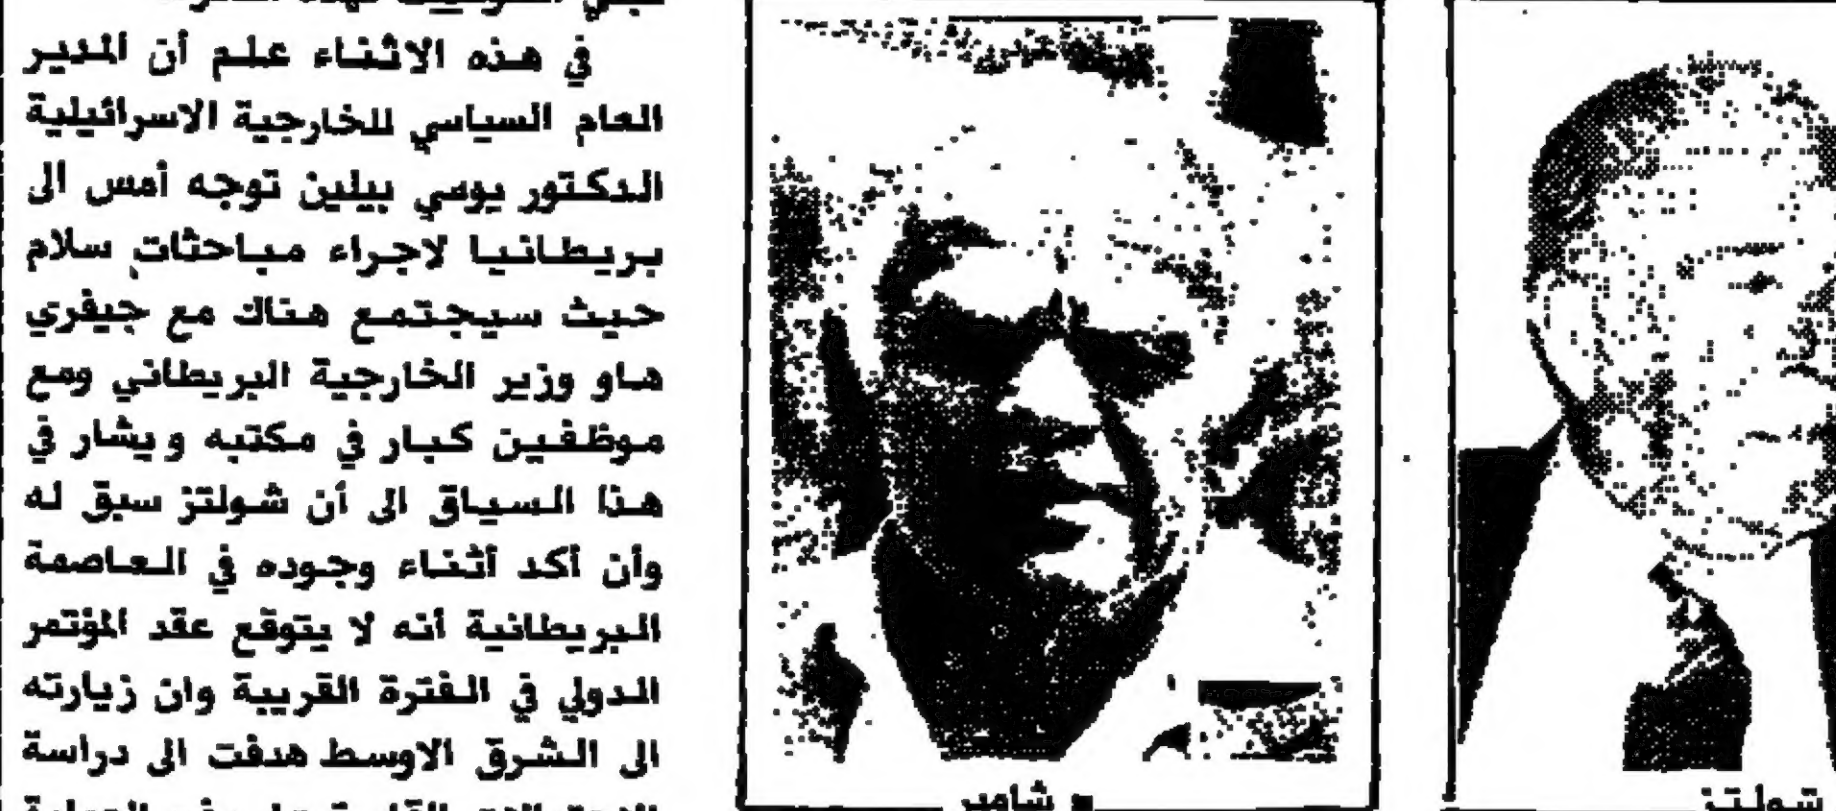 في هذه الاثناء علم أن المدير
العام السياسي للخارجية الاسرائيلية
الدكتور يوسي بيلين توجه أمس الى
بريطانيا لاجراء مباحثات سلام
حيث سيجتمع هناك مع جيفري
هاو وزير الخارجية البريطاني ومع
موظفين كبار في مكتبه ويشار في
هذا السياق الى أن شولتز سبق له
وأن أكد أثناء وجوده في العاصمة
البريطانية أنه لا يتوقع عقد المؤتمر
الدولي في الفترة القريبة وان زيارته
الى الشرق الاوسط هدفت الى دراسة
شامير
شولتز